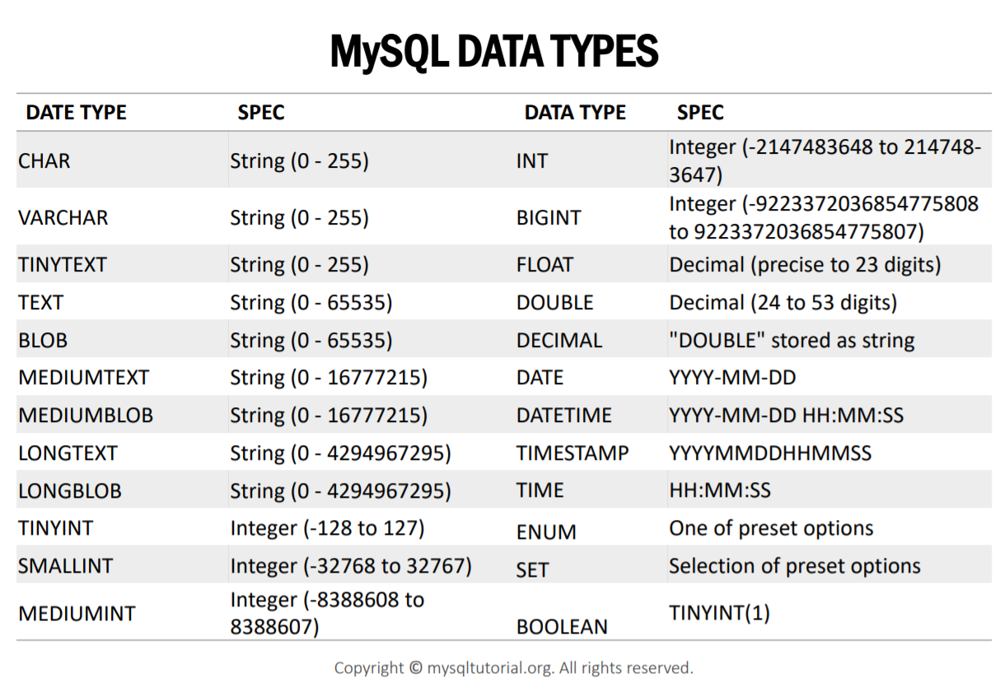 MySQL DATA TYPES
DATE TYPE SPEC DATA TYPE SPEC
CHAR String (0 - 255) INT Integer (-2147483648 to 214748-
3647)
VARCHAR String (0 - 255) BIGINT Integer (-9223372036854775808
to 9223372036854775807)
TINYTEXT String (0 - 255) FLOAT Decimal (precise to 23 digits)
TEXT String (0 - 65535) DOUBLE Decimal (24 to 53 digits)
BLOB String (0 - 65535) DECIMAL "DOUBLE" stored as string
MEDIUMTEXT String (0 - 16777215) DATE YYYY-MM-DD
MEDIUMBLOB String (0 - 16777215) DATETIME YYYY-MM-DD HH:MM:SS
LONGTEXT String (0 - 4294967295) TIMESTAMP YYYYMMDDHHMMSS
LONGBLOB String (0 - 4294967295) TIME HH:MM:SS
TINYINT Integer (-128 to 127) ENUM One of preset options
SMALLINT Integer (-32768 to 32767) SET Selection of preset options
MEDIUMINT Integer (-8388608 to
8388607) BOOLEAN TINYINT(1)
Copyright © mysqltutorial.org. All rights reserved.